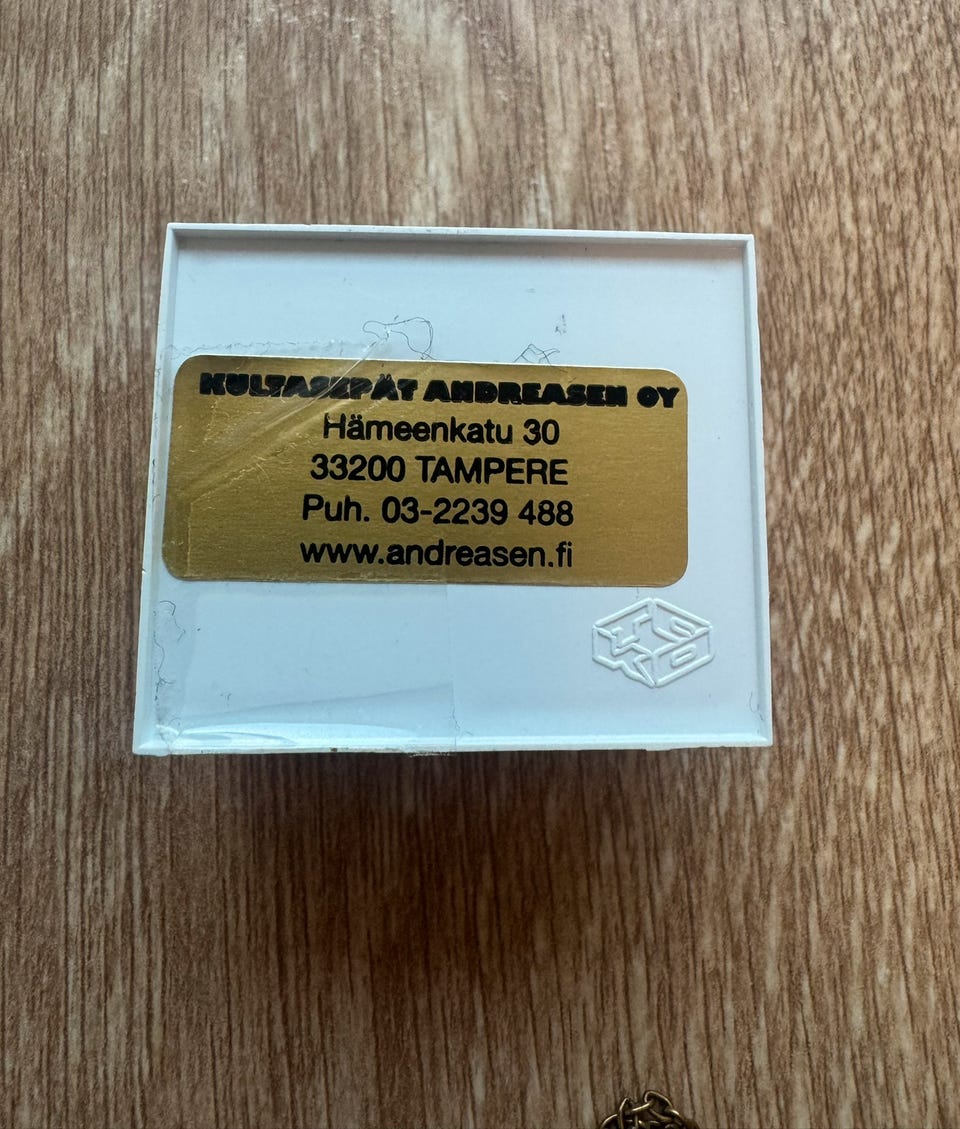 KULTASEPÄT ANDREASEN OY
Hämeenkatu 30
33200 TAMPERE
Puh. 03-2239 488
www.andreasen.fi